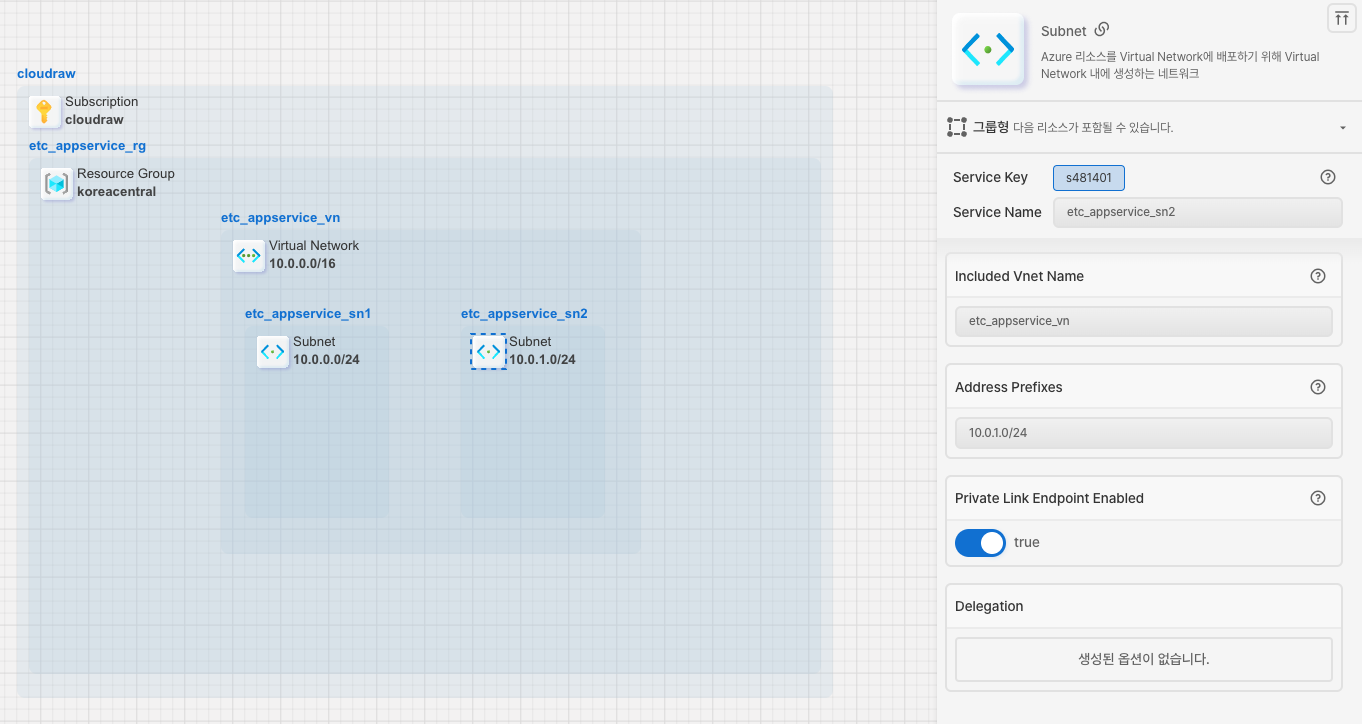 cloudraw
Subscription
cloudraw
etc_appservice_rg
Resource Group
koreacentral
etc_appservice_vn
Virtual Network
10.0.0.0/16
etc_appservice_sn1
Subnet
10.0.0.0/24
etc_appservice_sn2
Subnet
10.0.1.0/24
Subnet
Azure 리소스를 Virtual Network에 배포하기 위해 Virtual
Network 내에 생성하는 네트워크
그룹형 다음 리소스가 포함될 수 있습니다.
Service Key s481401
Service Name etc_appservice_sn2
Included Vnet Name
etc_appservice_vn
Address Prefixes
10.0.1.0/24
Private Link Endpoint Enabled
true
Delegation
생성된 옵션이 없습니다.